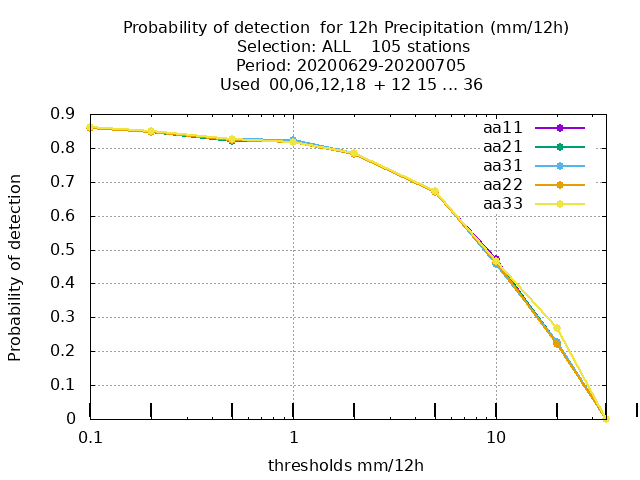 Probability of detection  for 12h Precipitation (mm/12h)
Selection: ALL    105 stations
Period: 20200629-20200705
Used  00,06,12,18  + 12 15 ... 36
Probability of detection
0.9
0.8
0.7
0.6
0.5
0.4
0.3
0.2
0.1
0
aa11
aa21
aa31
aa22
aa33
0.1 1 10
thresholds mm/12h